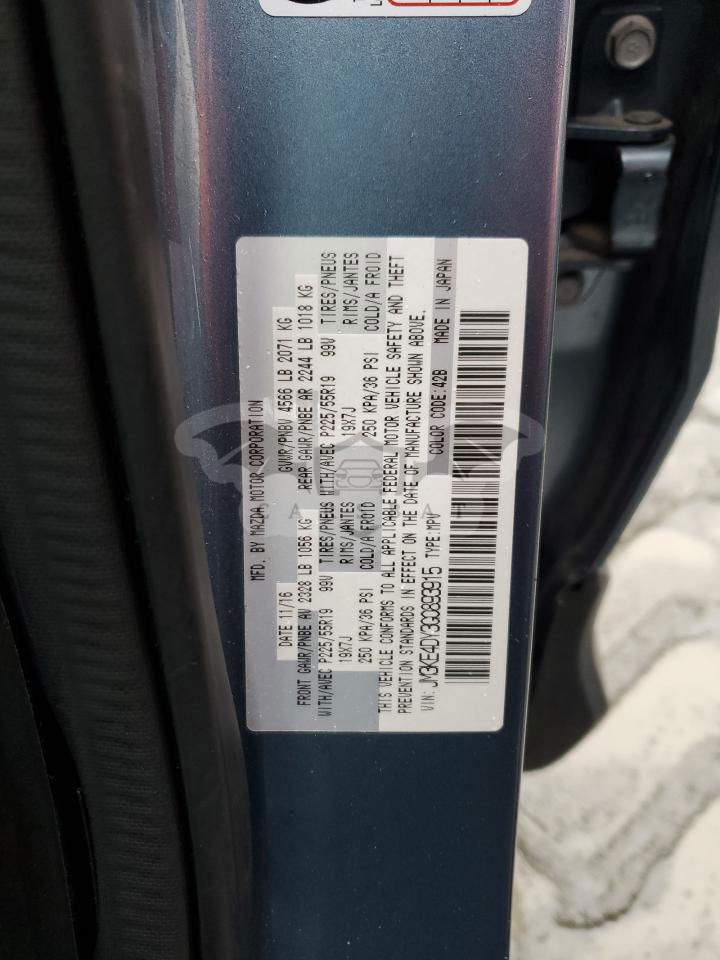 MFD. BY MAZDA MOTOR CORPORATION
DATE 11/16 GVWR/PNBV 4566 LB 2071 KG
FRONT GAWR/PNBE AV 2328 LB 1056 KG REAR GAWR/PNBE AR 2244 LB 1018 KG
WITH/AVEC P225/55R19 99V TIRES/PNEUS WITH/AVEC P225/55R19 99V TIRES/PNEUS
19X7J RIMS/JANTES 19X7J RIMS/JANTES
250 KPA/36 PSI COLD/A FROID 250 KPA/36 PSI COLD/A FROID
THIS VEHICLE CONFORMS TO ALL APPLICABLE FEDERAL MOTOR VEHICLE SAFETY AND THEFT
PREVENTION STANDARDS IN EFFECT ON THE DATE OF MANUFACTURE SHOWN ABOVE.
VIN: JM3KE4DY3G0893915 TYPE:MPV COLOR CODE:42B MADE IN JAPAN